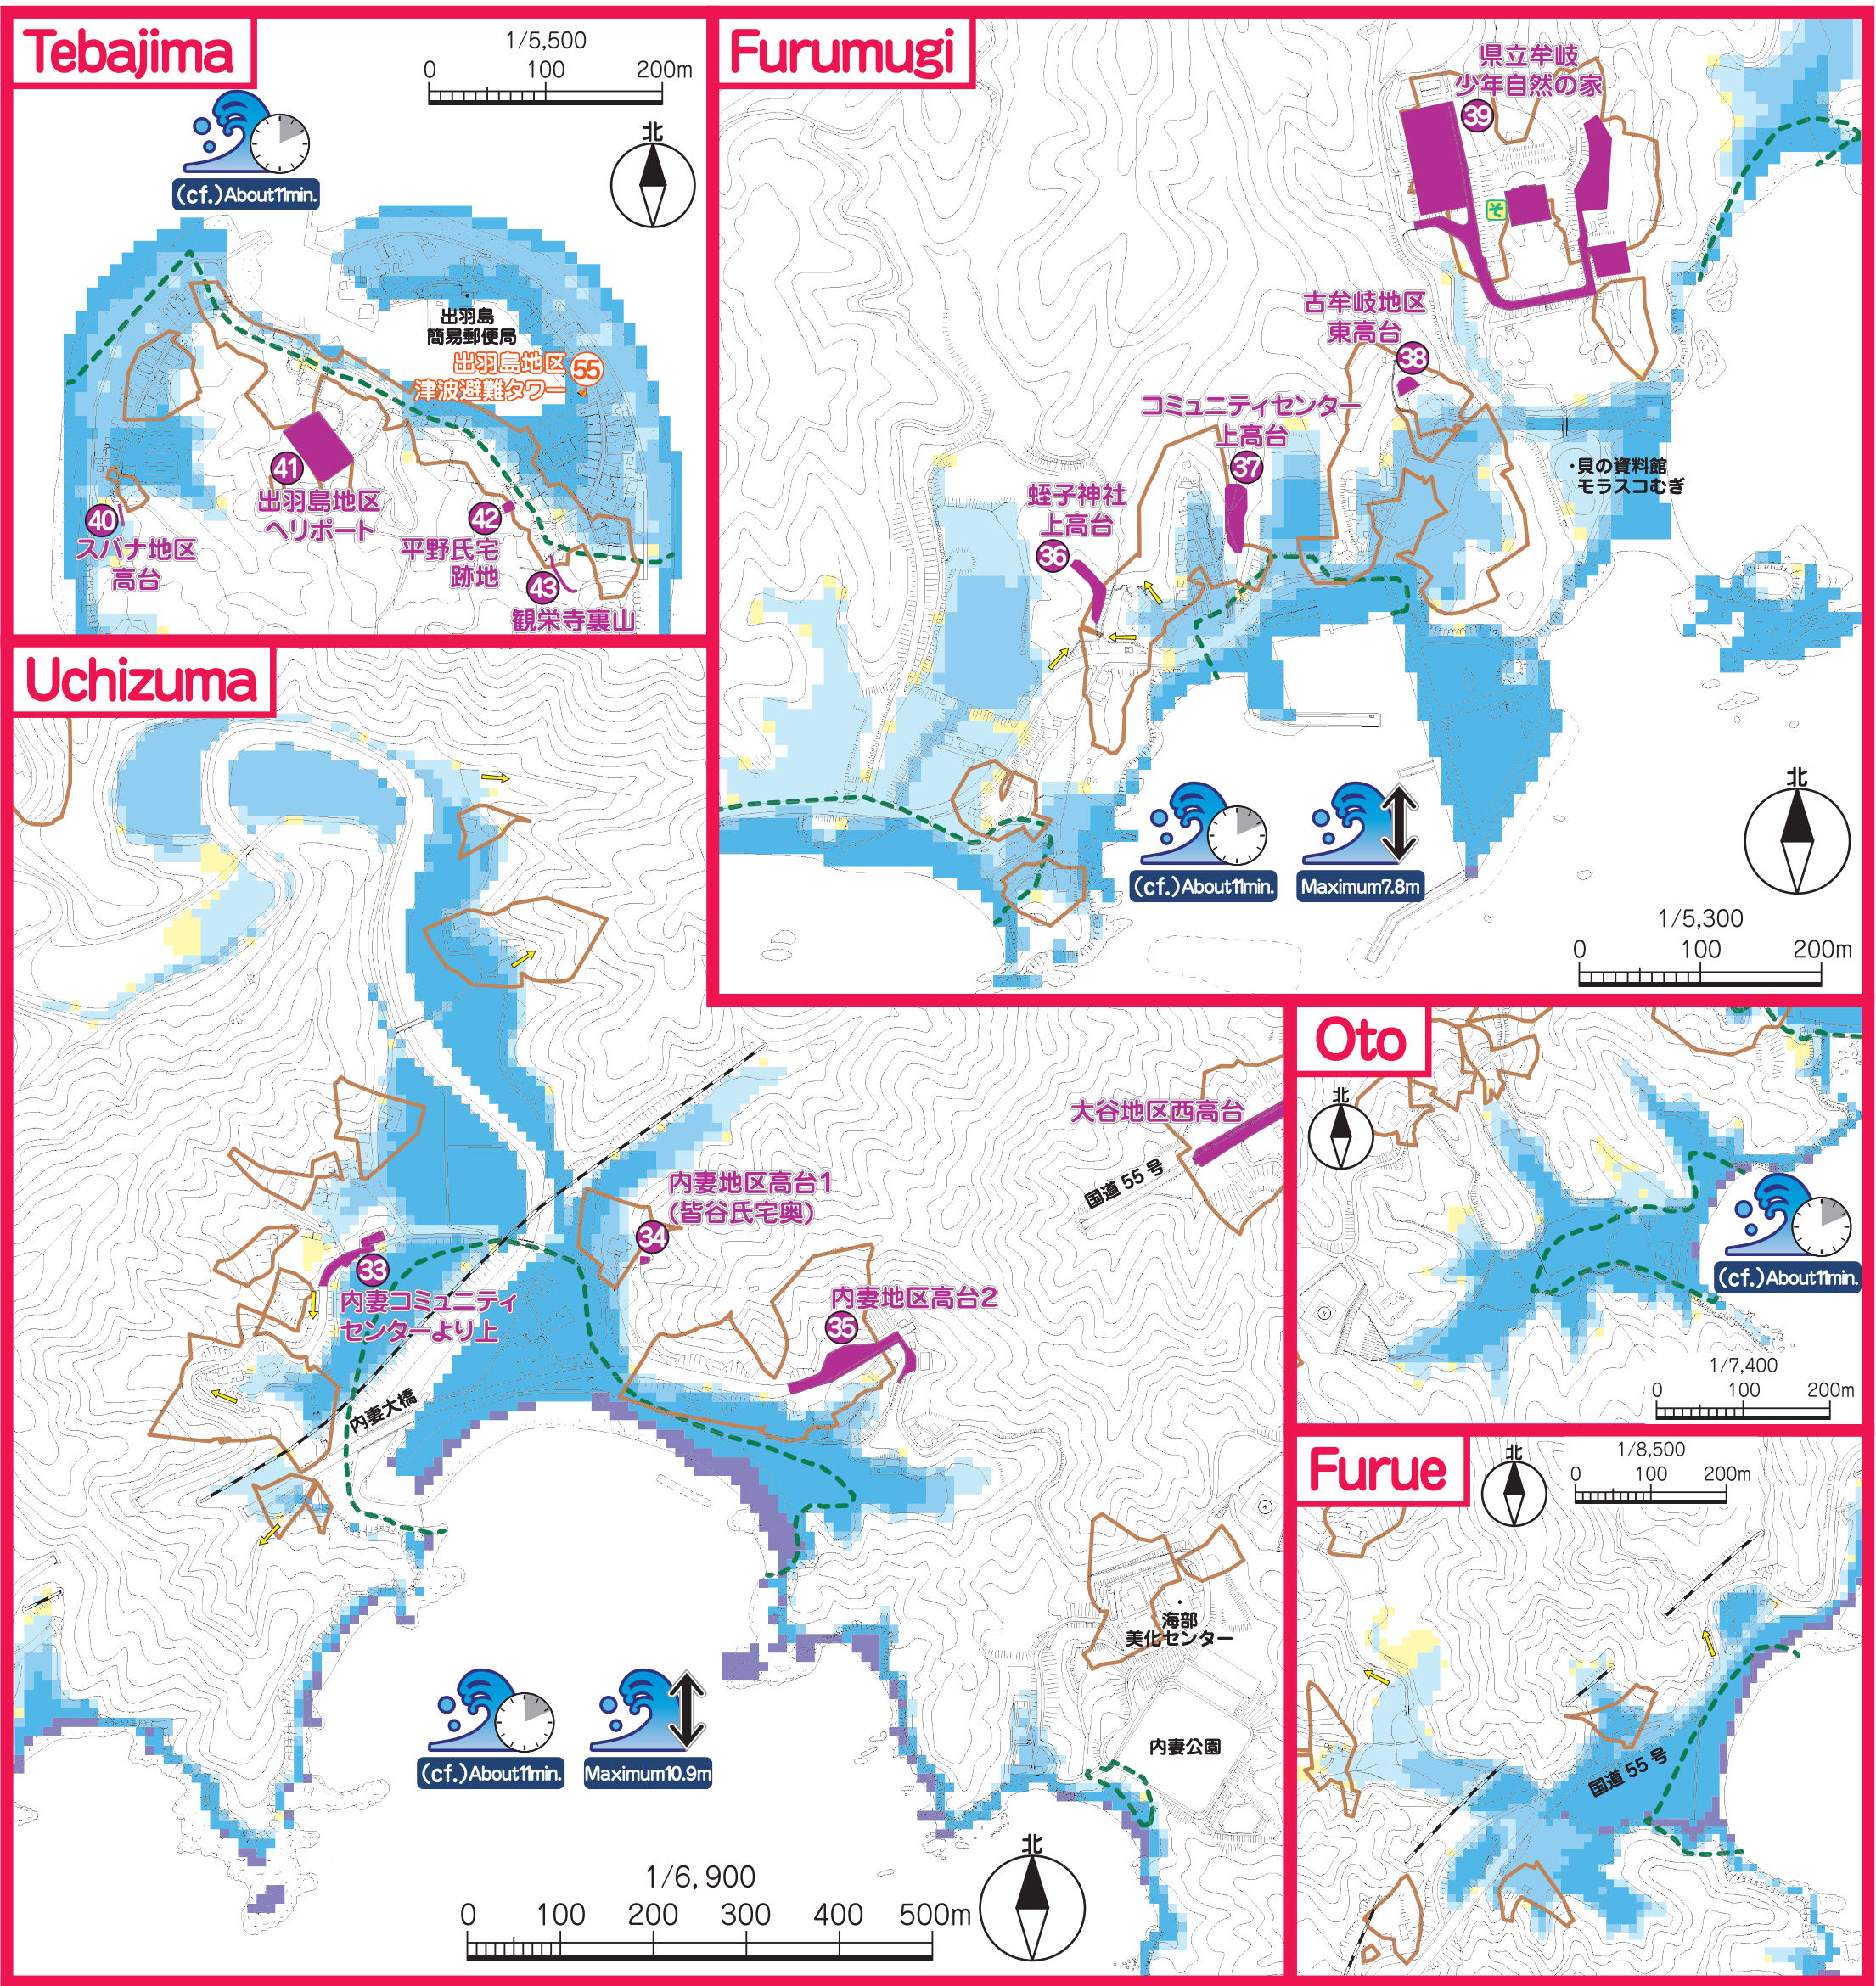 Tebajima
1/5,500
0 100 200m
北
(cf.)About11min.
出羽島
簡易郵便局
出羽島地区
津波避難タワー
55
41
出羽島地区
ヘリポート
40
スバナ地区
高台
42
平野氏宅
跡地
43
観栄寺裏山
Furumugi
県立牟岐
少年自然の家
39
そ
古牟岐地区
東高台
38
コミュニティセンター
上高台
37
蛭子神社
上高台
36
・貝の資料館
モラスコむぎ
(cf.)About11min.
Maximum7.8m
北
1/5,300
0 100 200m
Uchizuma
大谷地区西高台
国道55号
内妻地区高台1
(皆谷氏宅奥)
34
33
内妻コミュニティ
センターより上
内妻地区高台2
35
内妻大橋
海部
美化センター
内妻公園
(cf.)About11min.
Maximum10.9m
北
1/6,900
0 100 200 300 400 500m
Oto
北
(cf.)About11min.
1/7,400
0 100 200m
Furue
北
1/8,500
0 100 200m
国道55号